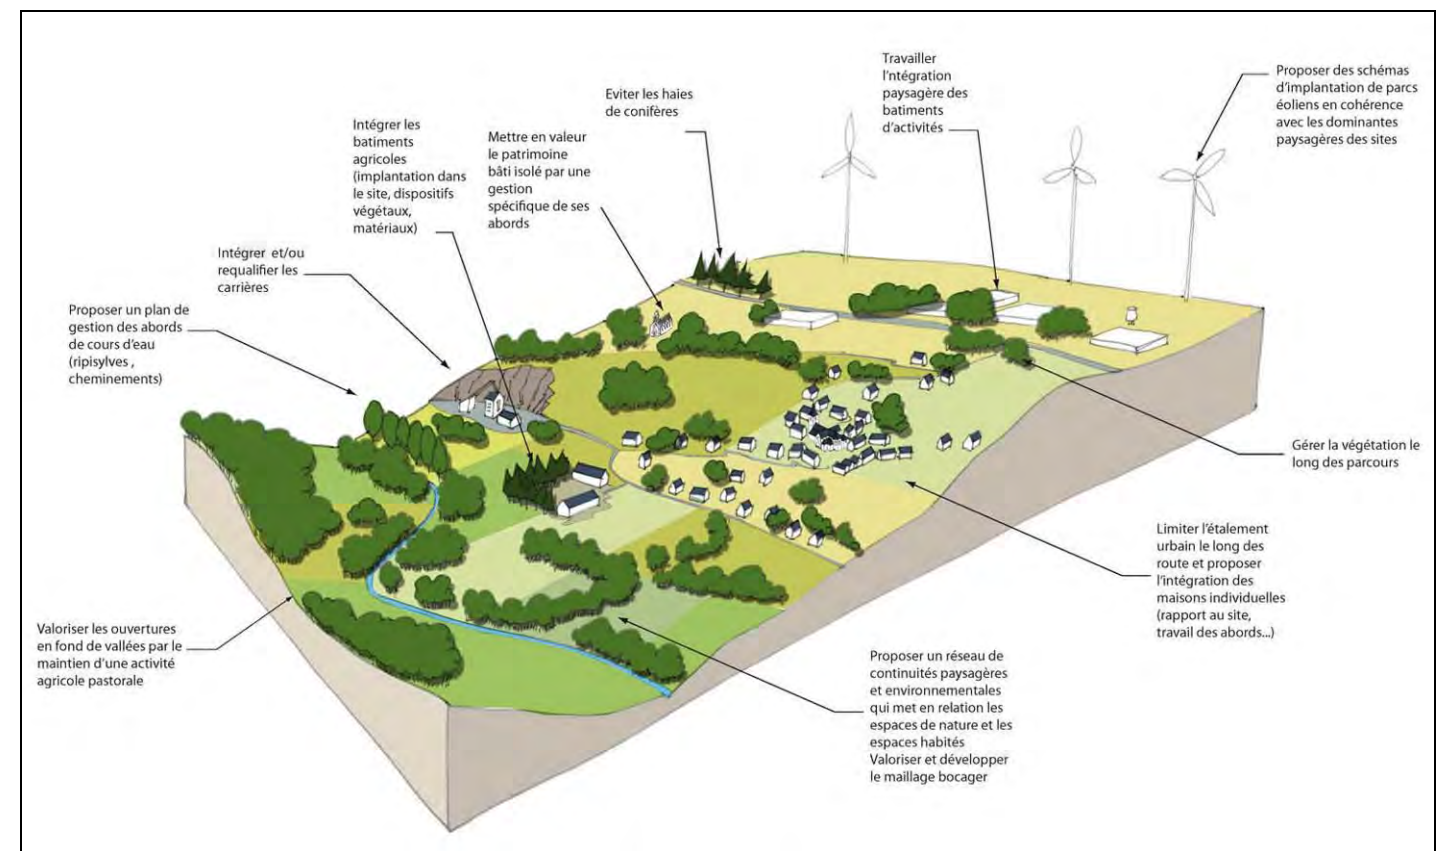 Travailler
l'ntégration
paysagère des
batiments
d'activités
Proposer des schémas
d'implantation de parcs
éoliens en cohérence
avec les dominantes
paysagères des sites
Eviter les haies
de conifères
Intégrer les
batiments
agricoles
(implantation dans
le site, dispositifs
végétaux,
matériaux)
Mettre en valeur
le patrimoine
bâti isolé par une
gestion
spécifique de ses
abords
Intégrer et/ou
requalifier les
carrières
Proposer un plan de
gestion des abords
de cours d'eau
(ripisylves ,
cheminements)
Gérer la végétation le
long des parcours
Limiter l'étalement
urbain le long des
route et proposer
l'intégration des
maisons individuelles
(rapport au site,
travail des abords...)
Valoriser les ouvertures
en fond de vallées par le
maintien d'une activité
agricole pastorale
Proposer un réseau de
continuités paysagères
et environnementales
qui met en relation les
espaces de nature et les
espaces habités
Valoriser et développer
le maillage bocager